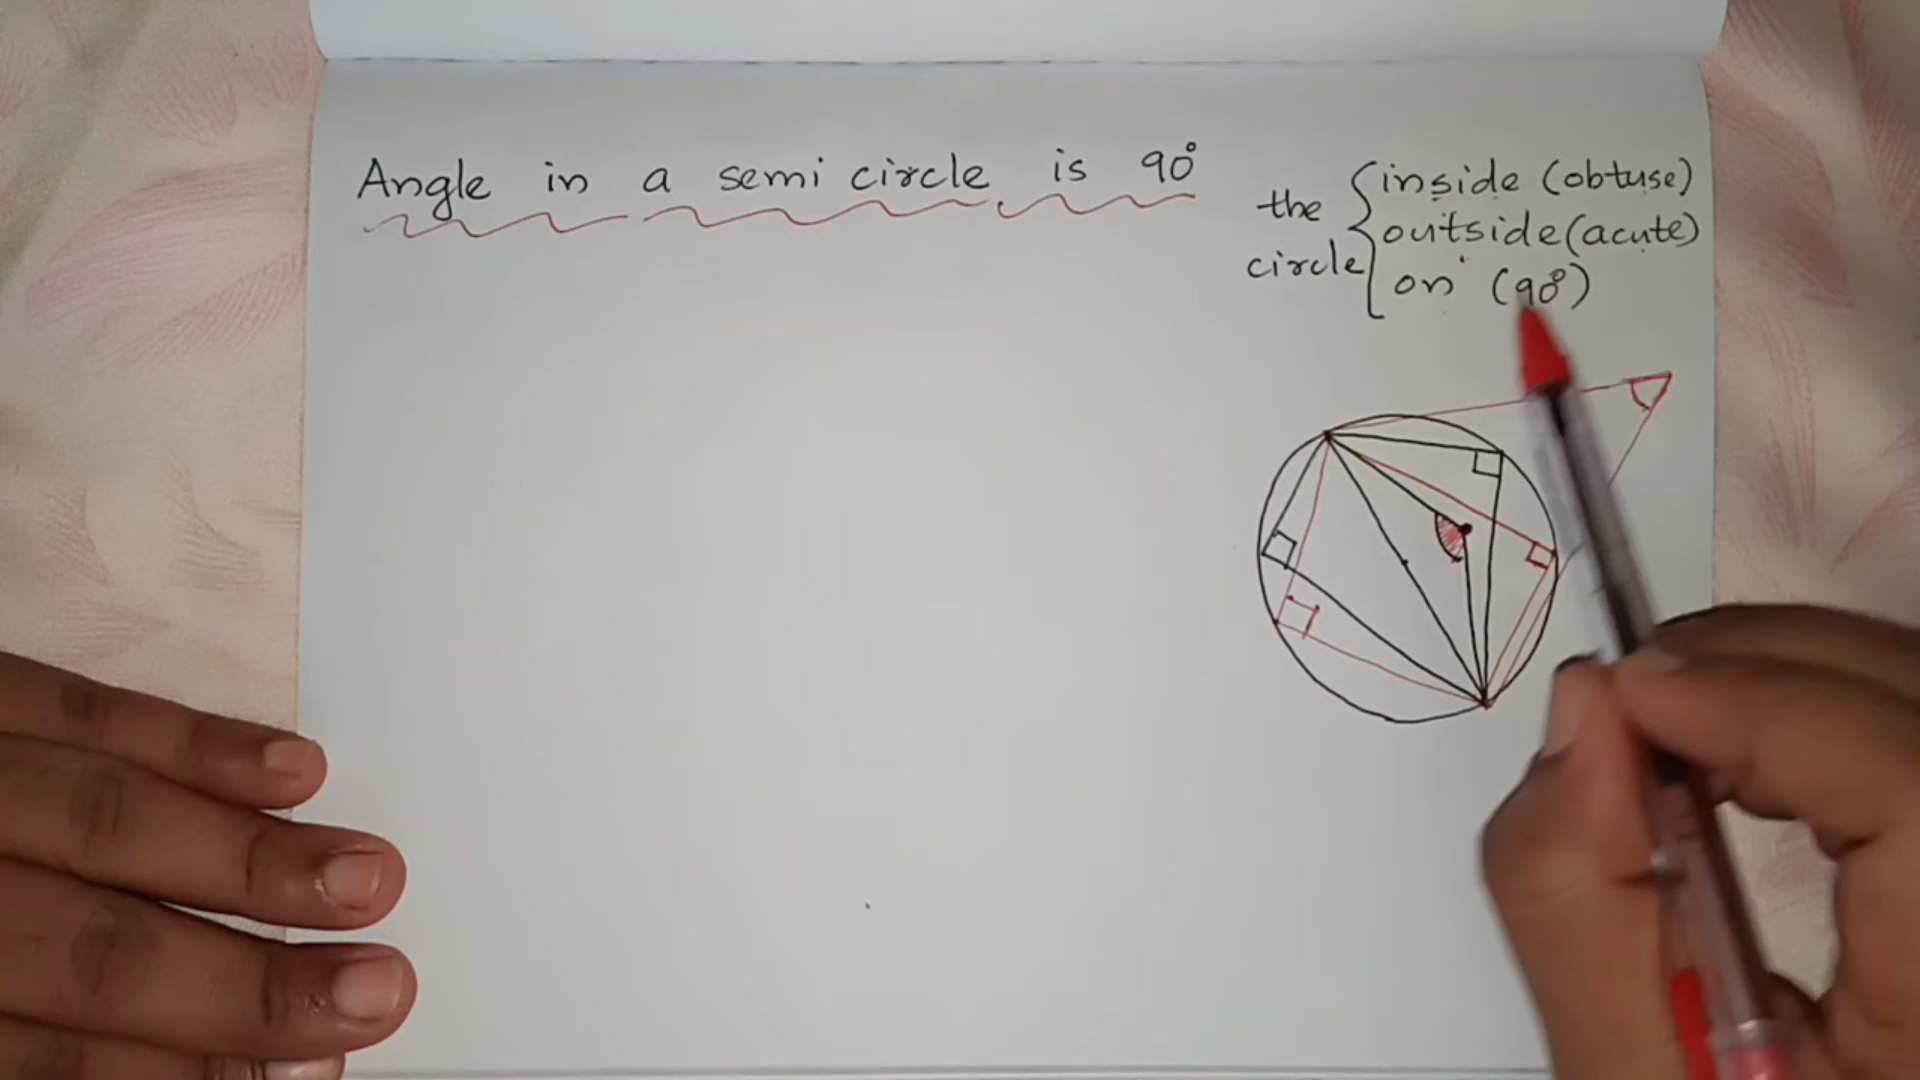 Angle in a semi circle is 90°
the circle { inside (obtuse)
outside (acute)
on (90°)